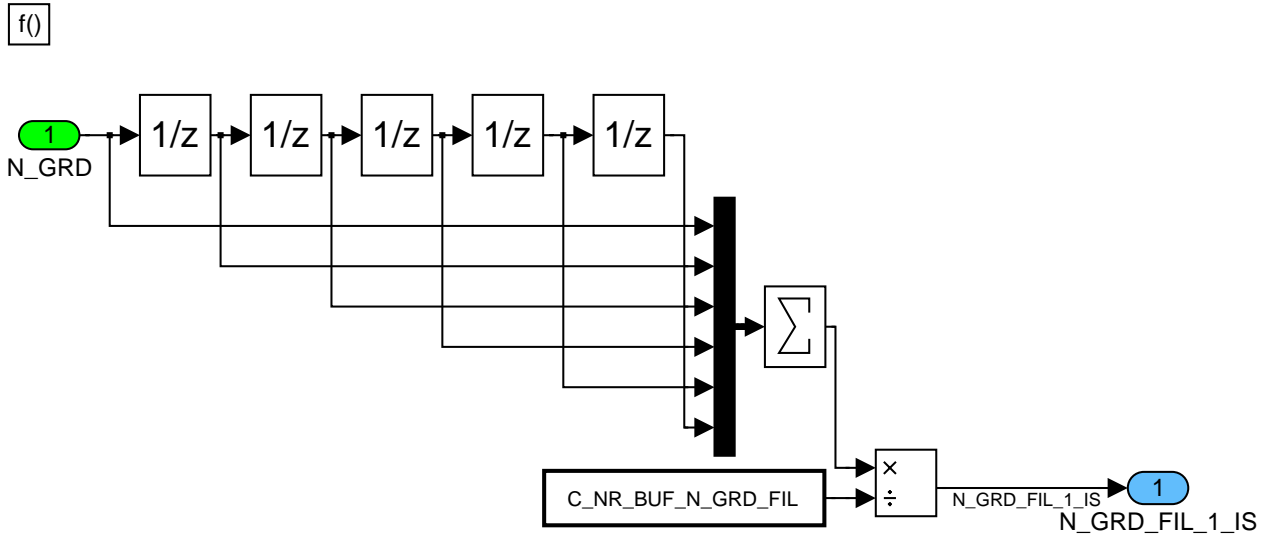 f()
1
N_GRD
1/z
1/z
1/z
1/z
1/z
∑
C_NR_BUF_N_GRD_FIL
×
÷
N_GRD_FIL_1_IS
1
N_GRD_FIL_1_IS